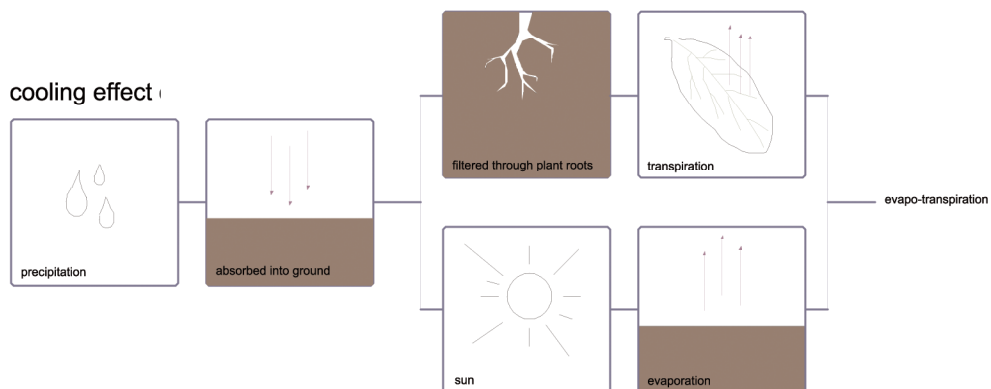 cooling effect
precipitation
absorbed into ground
filtered through plant roots
transpiration
sun
evaporation
evapo-transpiration